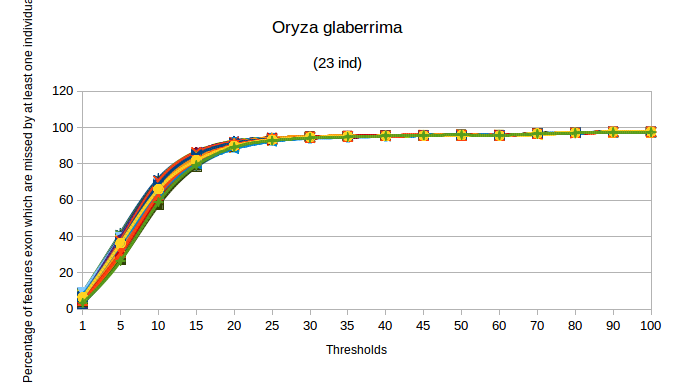 Oryza glaberrima
(23 ind)
Percentage of features exon which are missed by at least one
120
100
80
60
40
20
0
1 5 10 15 20 25 30 35 40 45 50 60 70 80 90 100
Thresholds